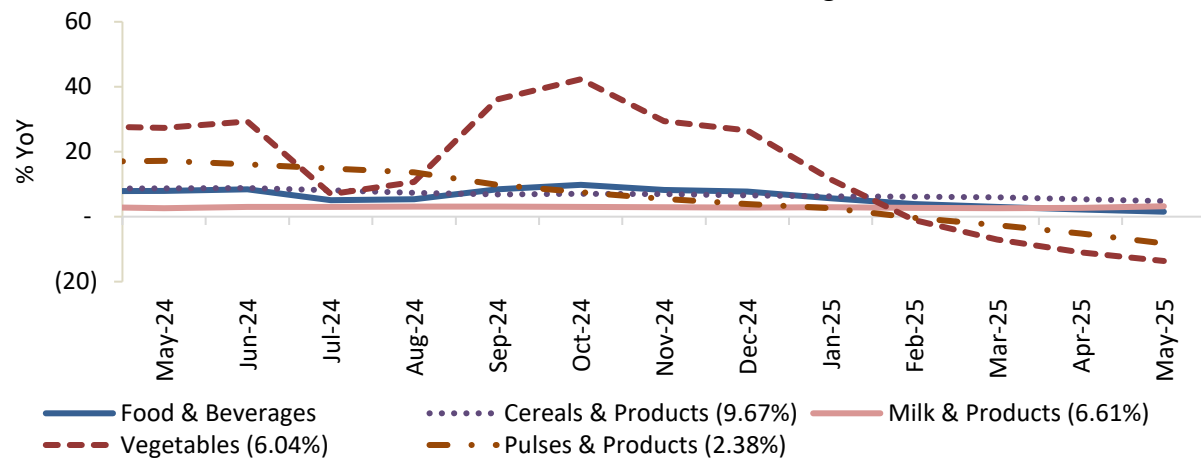 60
40
20
-
(20)
% YoY
May-24 Jun-24 Jul-24 Aug-24 Sep-24 Oct-24 Nov-24 Dec-24 Jan-25 Feb-25 Mar-25 Apr-25 May-25
Food & Beverages Cereals & Products (9.67%) Milk & Products (6.61%)
Vegetables (6.04%) Pulses & Products (2.38%)